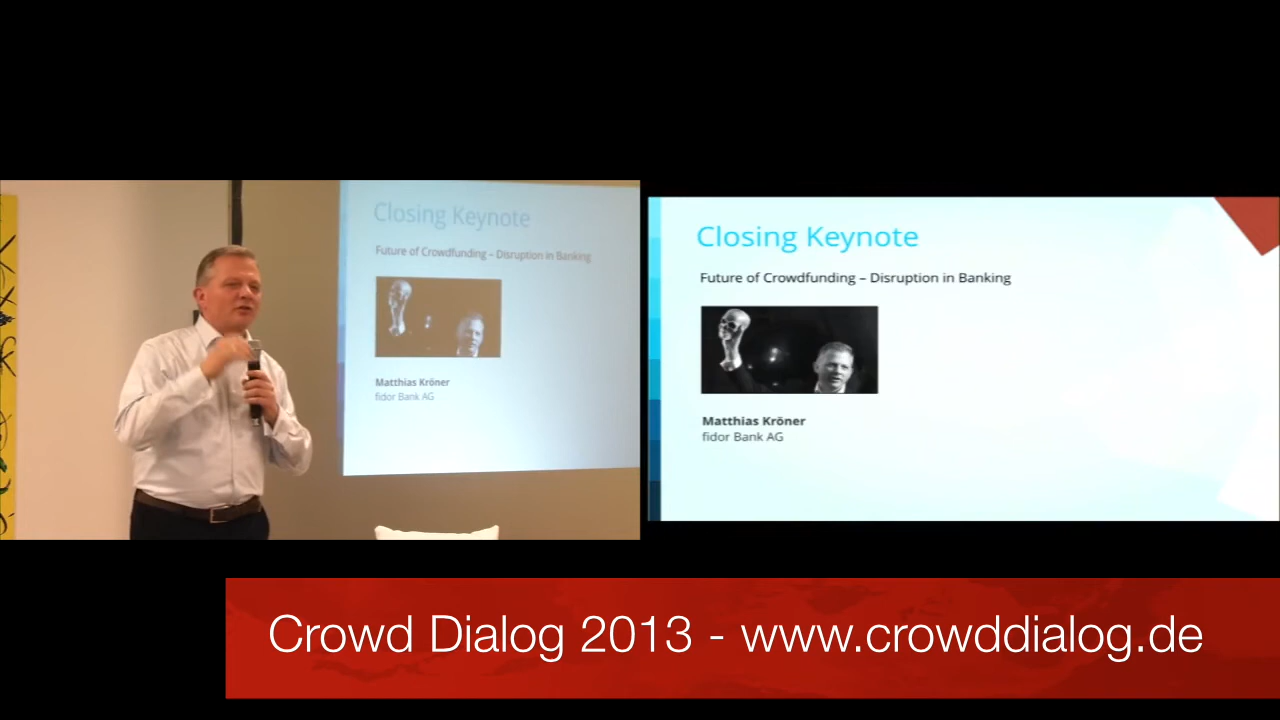 Closing Keynote
Future of Crowdfunding – Disruption in Banking
Matthias Kröner
fidor Bank AG
Closing Keynote
Future of Crowdfunding – Disruption in Banking
Matthias Kröner
fidor Bank AG
Crowd Dialog 2013 - www.crowddialog.de